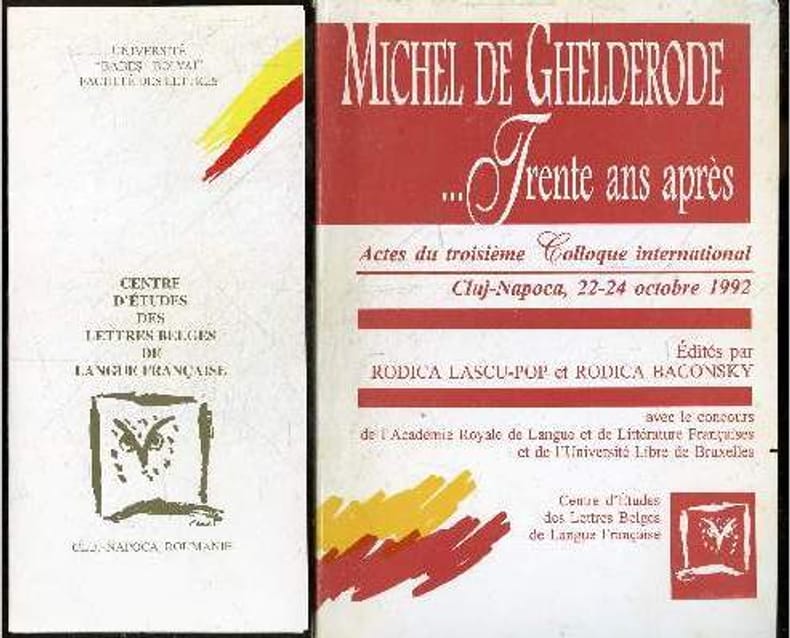 UNIVERSITÉ
"BABEŞ-BOLYAI"
FACULTÉ DES LETTRES
CENTRE
D'ÉTUDES
DES
LETTRES BELGES
DE
LANGUE FRANÇAISE
CLUJ-NAPOCA, ROUMANIE
MICHEL DE GHELDERODE
...Trente ans après
Actes du troisième Colloque international
Cluj-Napoca, 22-24 octobre 1992
Édités par
RODICA LASCU-POP et RODICA BACONSKY
avec le concours
de l'Académie Royale de Langue et de Littérature Françaises
et de l'Université Libre de Bruxelles
Centre d'Études
des Lettres Belges
de Langue Française